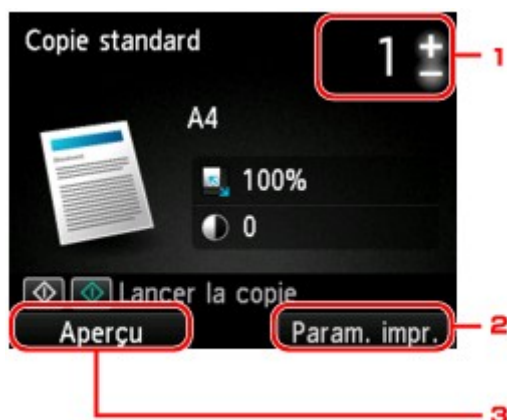 Copie standard
1 + −
1
A4
100%
0
Lancer la copie
Aperçu
Param. impr.
2
3